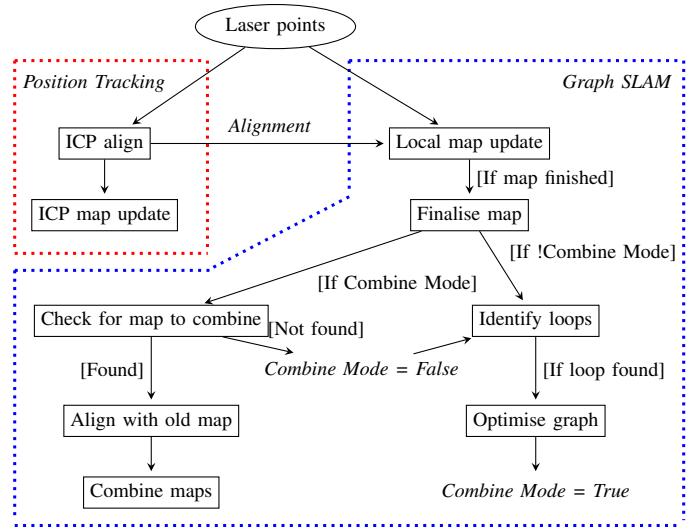 Laser points
Position Tracking
Graph SLAM
ICP align
Alignment
Local map update
[If map finished]
ICP map update
Finalise map
[If !Combine Mode]
[If Combine Mode]
Check for map to combine
[Not found]
Identify loops
[Found]
Combine Mode = False
[If loop found]
Align with old map
Optimise graph
Combine maps
Combine Mode = True